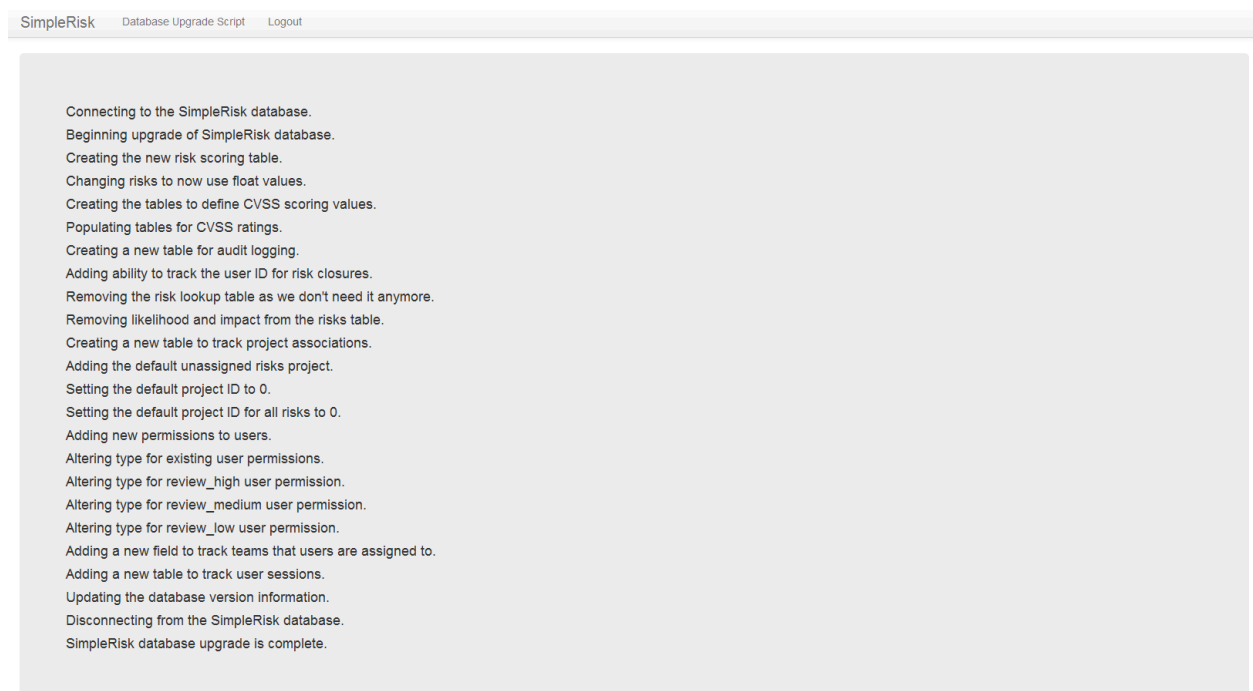 SimpleRisk Database Upgrade Script Logout
Connecting to the SimpleRisk database.
Beginning upgrade of SimpleRisk database.
Creating the new risk scoring table.
Changing risks to now use float values.
Creating the tables to define CVSS scoring values.
Populating tables for CVSS ratings.
Creating a new table for audit logging.
Adding ability to track the user ID for risk closures.
Removing the risk lookup table as we don't need it anymore.
Removing likelihood and impact from the risks table.
Creating a new table to track project associations.
Adding the default unassigned risks project.
Setting the default project ID to 0.
Setting the default project ID for all risks to 0.
Adding new permissions to users.
Altering type for existing user permissions.
Altering type for review_high user permission.
Altering type for review_medium user permission.
Altering type for review_low user permission.
Adding a new field to track teams that users are assigned to.
Adding a new table to track user sessions.
Updating the database version information.
Disconnecting from the SimpleRisk database.
SimpleRisk database upgrade is complete.